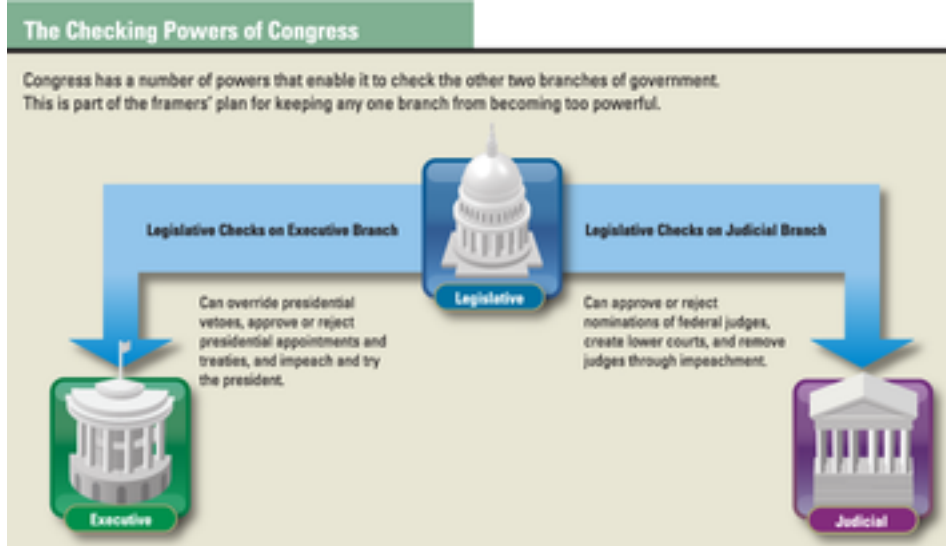 The Checking Powers of Congress
Congress has a number of powers that enable it to check the other two branches of government.
This is part of the framers' plan for keeping any one branch from becoming too powerful.
Legislative Checks on Executive Branch
Legislative Checks on Judicial Branch
Legislative
Can override presidential
vetoes, approve or reject
presidential appointments and
treaties, and impeach and try
the president.
Can approve or reject
nominations of federal judges,
create lower courts, and remove
judges through impeachment.
Executive
Judicial